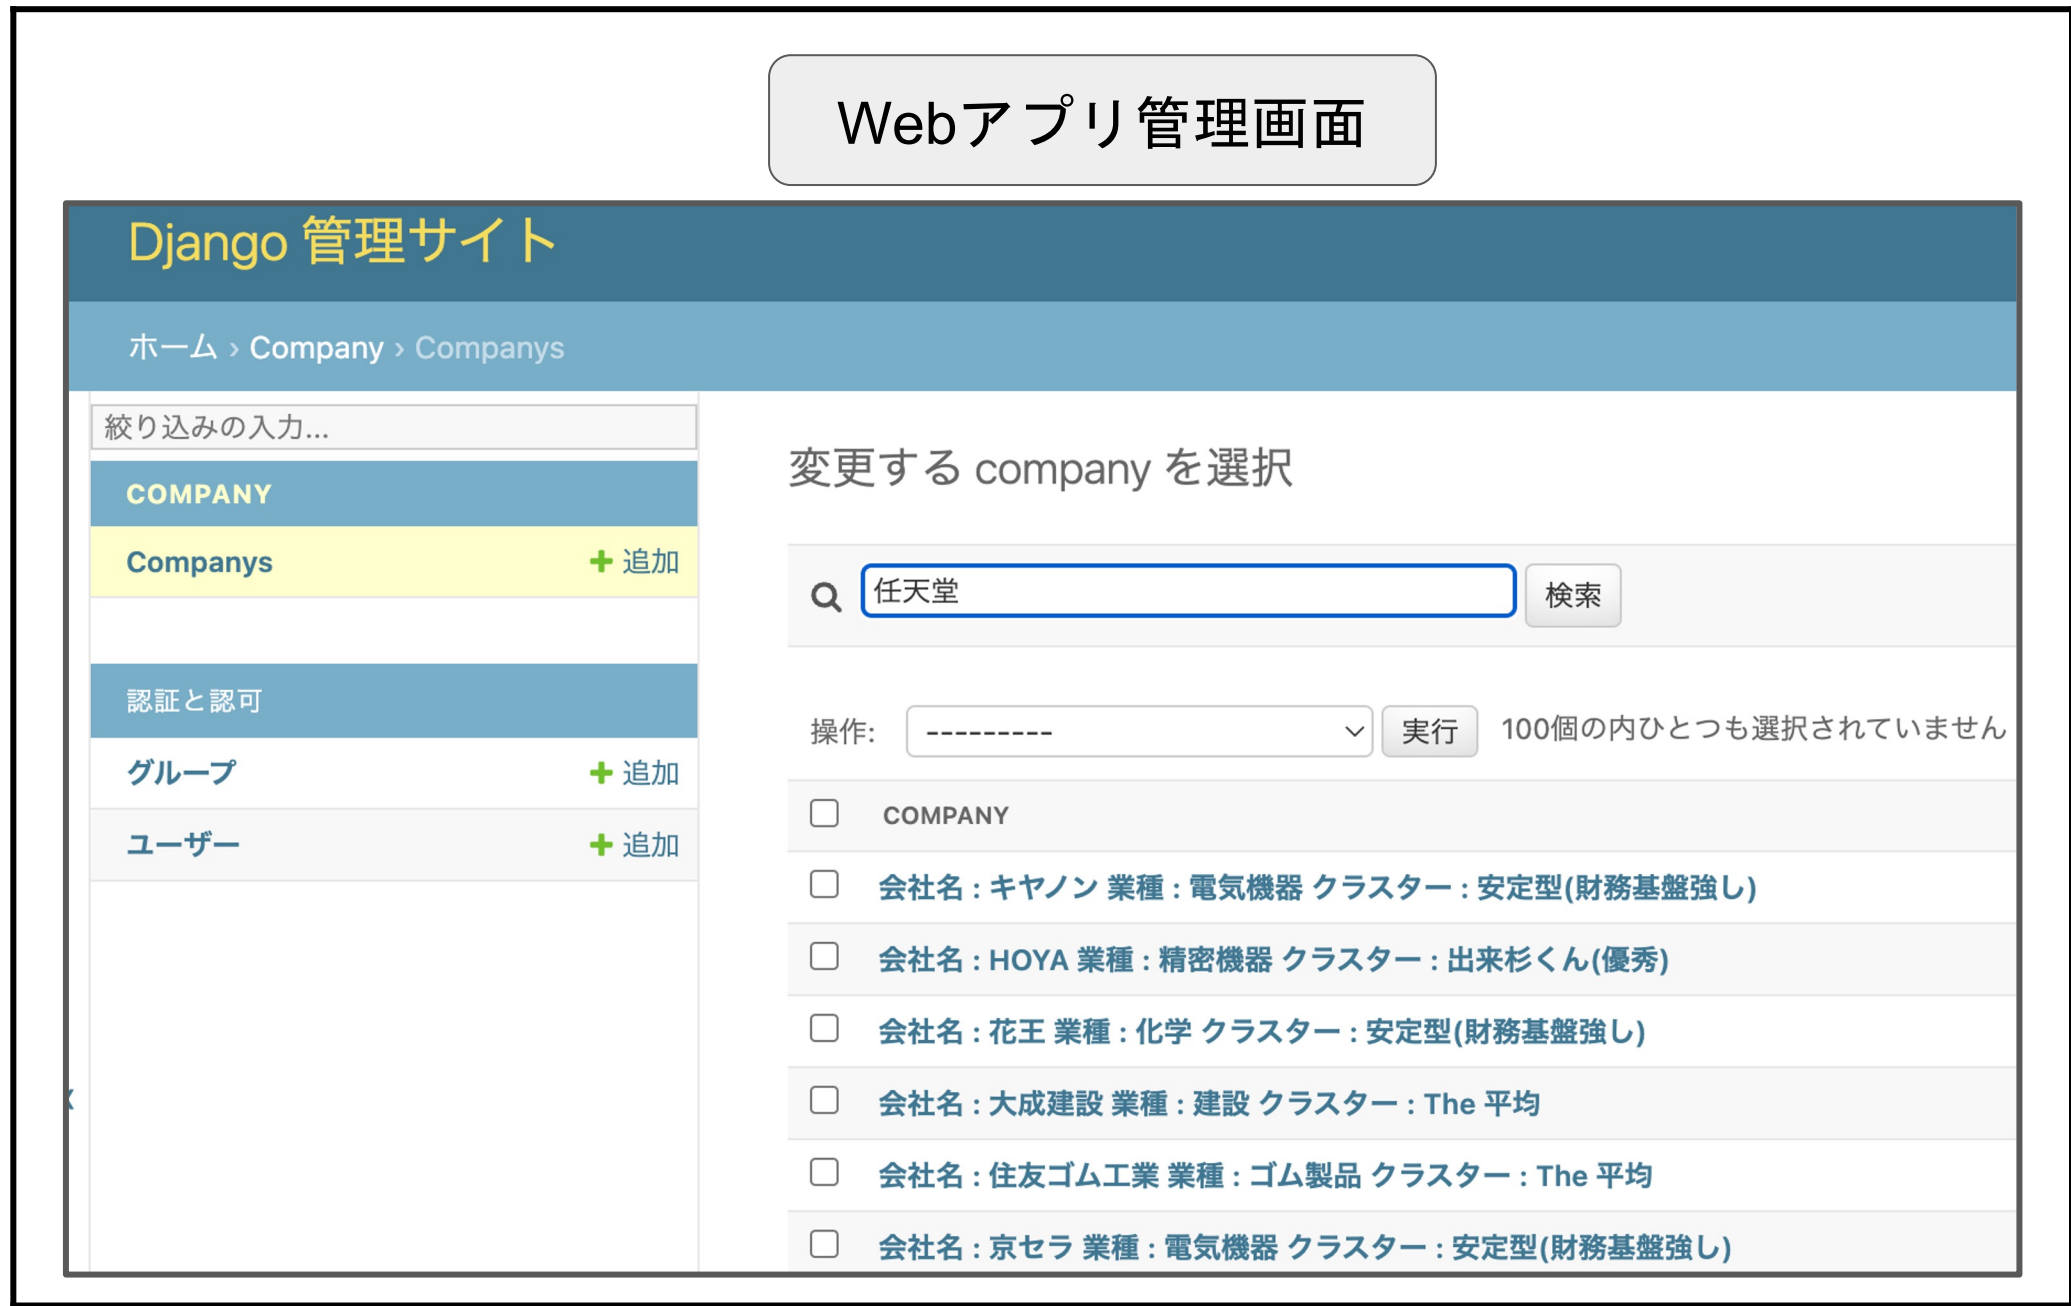 Webアプリ管理画面
Django 管理サイト
ホーム › Company › Companys
絞り込みの入力...
COMPANY
Companys
追加
認証と認可
グループ
追加
ユーザー
追加
変更する company を選択
任天堂
検索
操作:
---------
実行
100個の内ひとつも選択されていません
COMPANY
会社名 : キヤノン 業種 : 電気機器 クラスター : 安定型(財務基盤強し)
会社名 : HOYA 業種 : 精密機器 クラスター : 出来杉くん(優秀)
会社名 : 花王 業種 : 化学 クラスター : 安定型(財務基盤強し)
会社名 : 大成建設 業種 : 建設 クラスター : The 平均
会社名 : 住友ゴム工業 業種 : ゴム製品 クラスター : The 平均
会社名 : 京セラ 業種 : 電気機器 クラスター : 安定型(財務基盤強し)